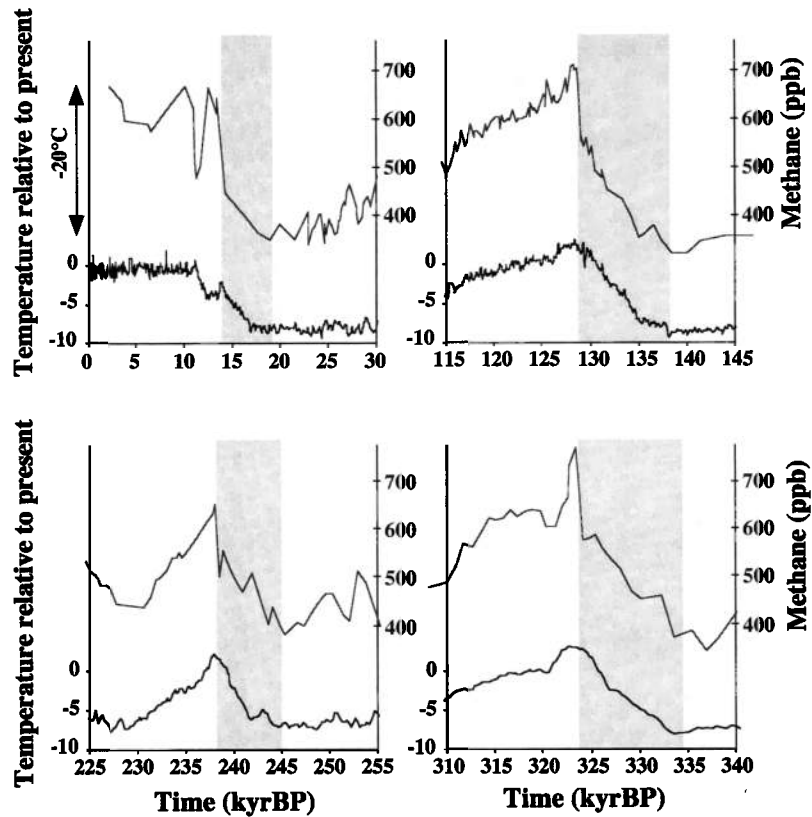 Temperature relative to present
~20°C
0
-5
-10
0 5 10 15 20 25 30
700
600
500
400
0
-5
-10
115 120 125 130 135 140 145
700
600
500
400
Methane (ppb)
Temperature relative to present
0
-5
-10
225 230 235 240 245 250 255
Time (kyrBP)
700
600
500
400
0
-5
-10
310 315 320 325 330 335 340
Time (kyrBP)
700
600
500
400
Methane (ppb)